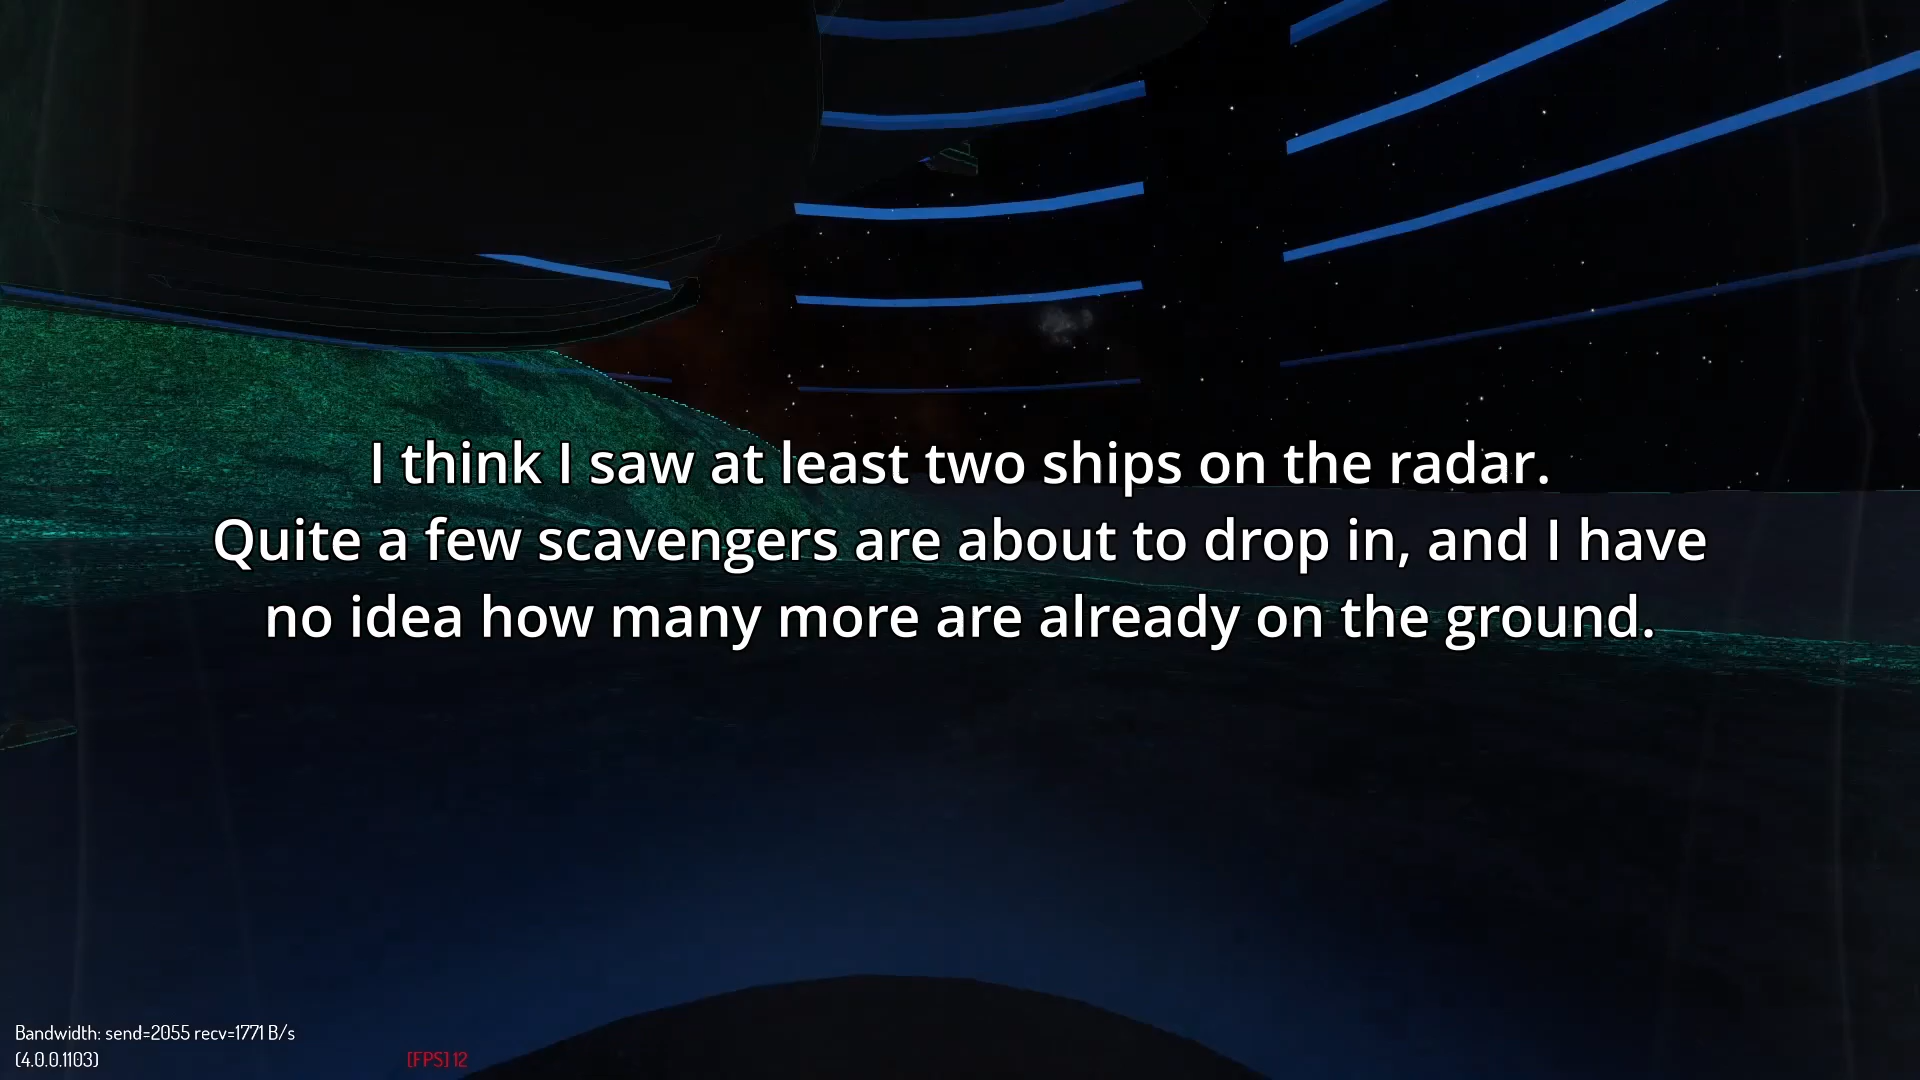 I think I saw at least two ships on the radar.
Quite a few scavengers are about to drop in, and I have
no idea how many more are already on the ground.
Bandwidth: send=2055 recv=1771 B/s
(4.0.0.1103)
[FPS] 12